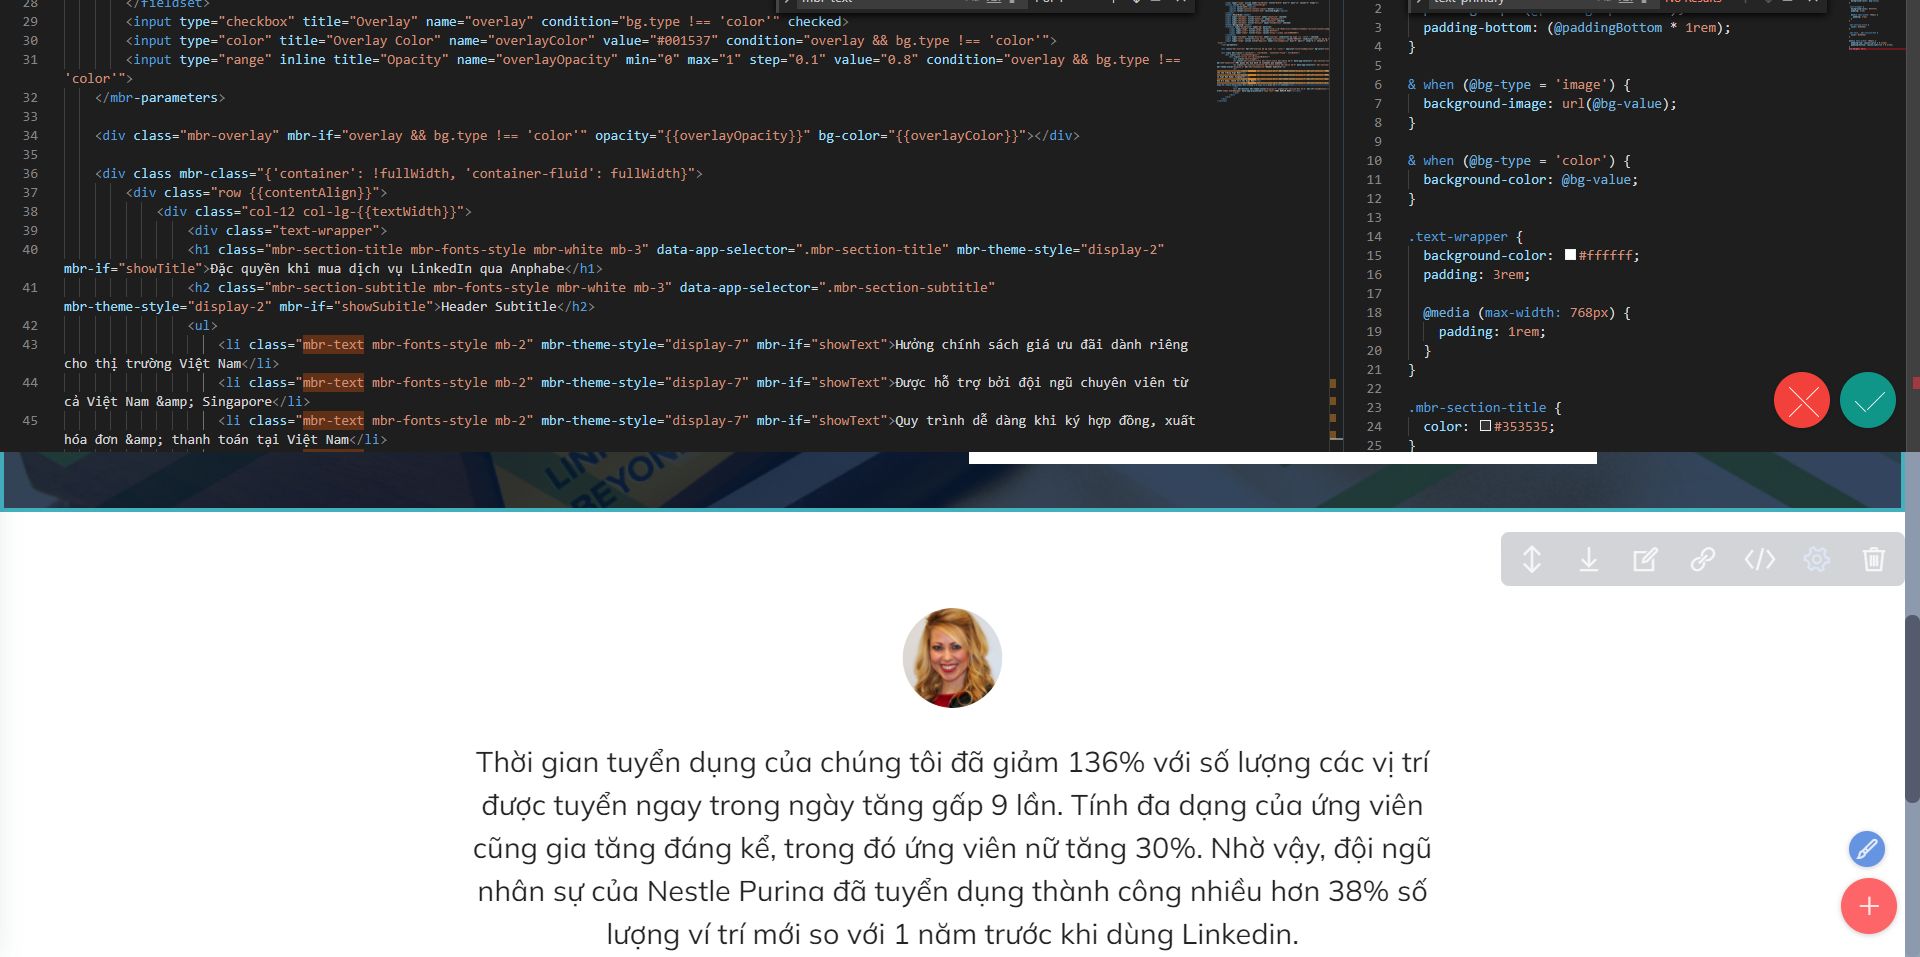 28 </fieldset>
29 <input type="checkbox" title="Overlay" name="overlay" condition="bg.type !== 'color'" checked>
30 <input type="color" title="Overlay Color" name="overlayColor" value="#001537" condition="overlay && bg.type !== 'color'">
31 <input type="range" inline title="Opacity" name="overlayOpacity" min="0" max="1" step="0.1" value="0.8" condition="overlay && bg.type !==
'color'">
32 </mbr-parameters>
33
34 <div class="mbr-overlay" mbr-if="overlay && bg.type !== 'color'" opacity="{{overlayOpacity}}" bg-color="{{overlayColor}}"></div>
35
36 <div class mbr-class="{'container': !fullWidth, 'container-fluid': fullWidth}">
37 <div class="row {{contentAlign}}">
38 <div class="col-12 col-lg-{{textWidth}}">
39 <div class="text-wrapper">
40 <h1 class="mbr-section-title mbr-fonts-style mbr-white mb-3" data-app-selector=".mbr-section-title" mbr-theme-style="display-2"
mbr-if="showTitle">Đặc quyền khi mua dịch vụ LinkedIn qua Anphabe</h1>
41 <h2 class="mbr-section-subtitle mbr-fonts-style mbr-white mb-3" data-app-selector=".mbr-section-subtitle"
mbr-theme-style="display-2" mbr-if="showSubitle">Header Subtitle</h2>
42 <ul>
43 <li class="mbr-text mbr-fonts-style mb-2" mbr-theme-style="display-7" mbr-if="showText">Hưởng chính sách giá ưu đãi dành riêng
cho thị trường Việt Nam</li>
44 <li class="mbr-text mbr-fonts-style mb-2" mbr-theme-style="display-7" mbr-if="showText">Được hỗ trợ bởi đội ngũ chuyên viên từ
cả Việt Nam &amp; Singapore</li>
45 <li class="mbr-text mbr-fonts-style mb-2" mbr-theme-style="display-7" mbr-if="showText">Quy trình dễ dàng khi ký hợp đồng, xuất
hóa đơn &amp; thanh toán tại Việt Nam</li>
2
3 padding-bottom: (@paddingBottom * 1rem);
4 }
5
6 & when (@bg-type = 'image') {
7 background-image: url(@bg-value);
8 }
9
10 & when (@bg-type = 'color') {
11 background-color: @bg-value;
12 }
13
14 .text-wrapper {
15 background-color: #ffffff;
16 padding: 3rem;
17
18 @media (max-width: 768px) {
19 padding: 1rem;
20 }
21 }
22
23 .mbr-section-title {
24 color: #353535;
25 }
BEYON
Thời gian tuyển dụng của chúng tôi đã giảm 136% với số lượng các vị trí
được tuyển ngay trong ngày tăng gấp 9 lần. Tính đa dạng của ứng viên
cũng gia tăng đáng kể, trong đó ứng viên nữ tăng 30%. Nhờ vậy, đội ngũ
nhân sự của Nestle Purina đã tuyển dụng thành công nhiều hơn 38% số
lượng ví trí mới so với 1 năm trước khi dùng Linkedin.